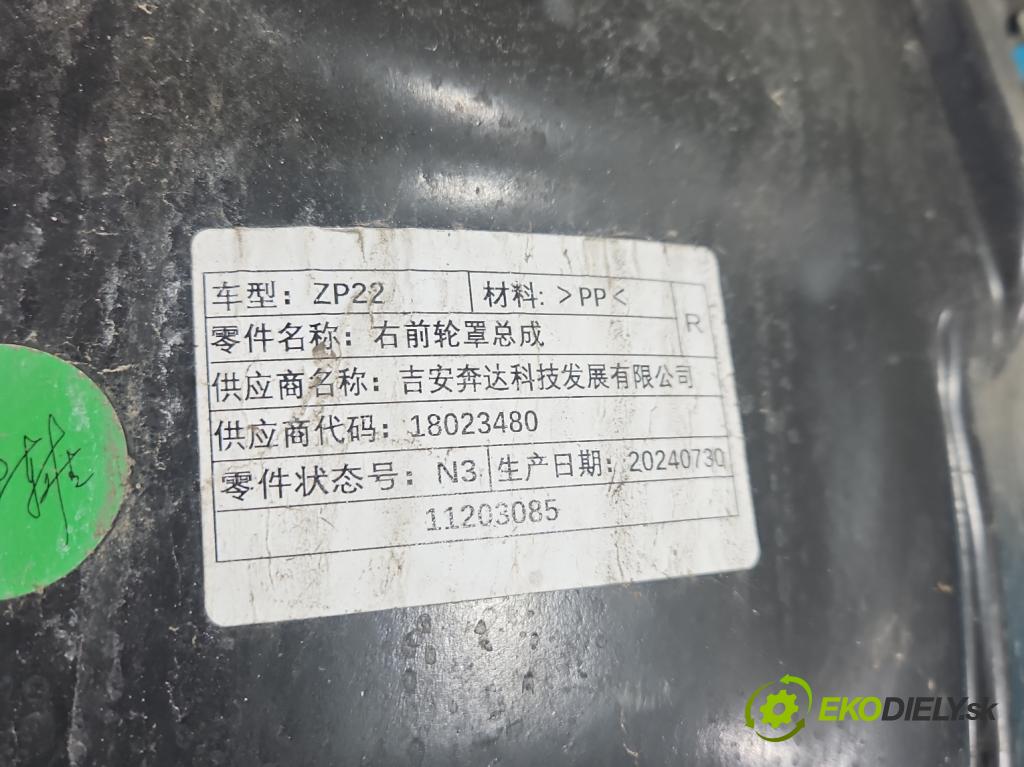 车型：ZP22 材料: >PP< R
零件名称：右前轮罩总成
供应商名称：吉安奔达科技发展有限公司
供应商代码：18023480
零件状态号：N3 生产日期：20240730
11203085
EKODIELY.sk